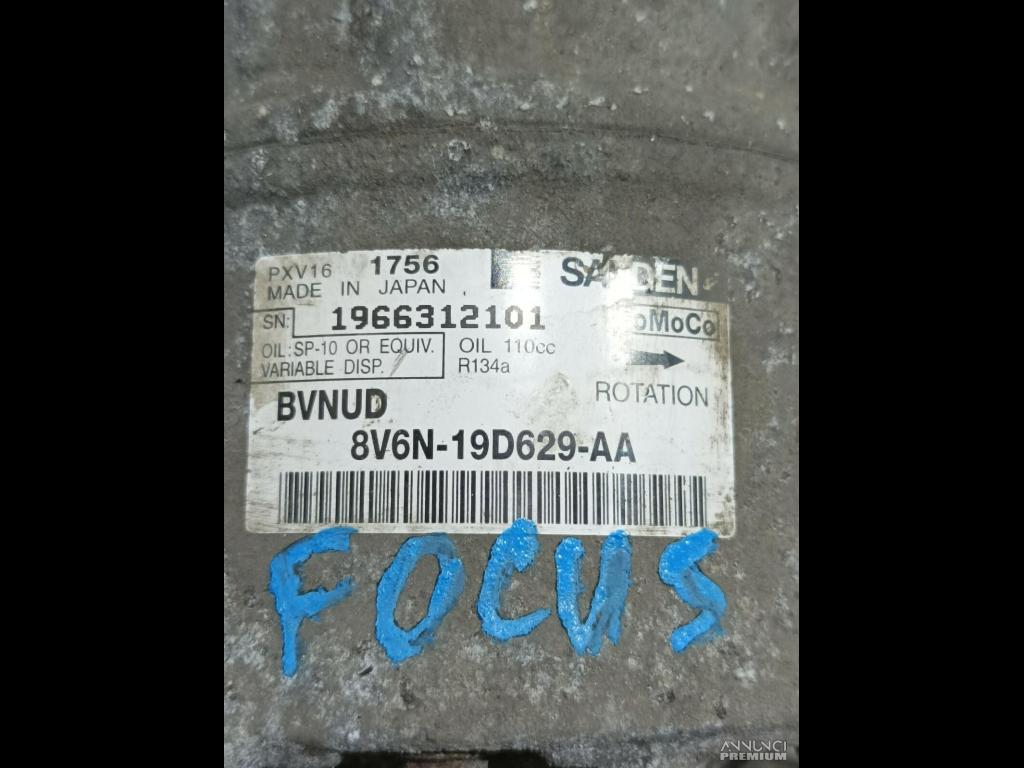 PXV16 1756 SANDEN
MADE IN JAPAN
SN: 1966312101 FoMoCo
OIL:SP-10 OR EQUIV. OIL 110cc
VARIABLE DISP. R134a
ROTATION
BVNUD
8V6N-19D629-AA
FOCUS
ANNUNCI
PREMIUM